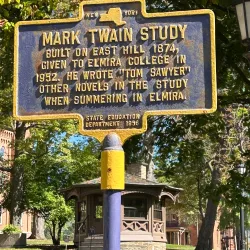 NEW YORK
MARK TWAIN STUDY
BUILT ON EAST HILL 1874,
GIVEN TO ELMIRA COLLEGE IN
1952. HE WROTE "TOM SAWYER"
OTHER NOVELS IN THE STUDY
WHEN SUMMERING IN ELMIRA.
STATE EDUCATION
DEPARTMENT